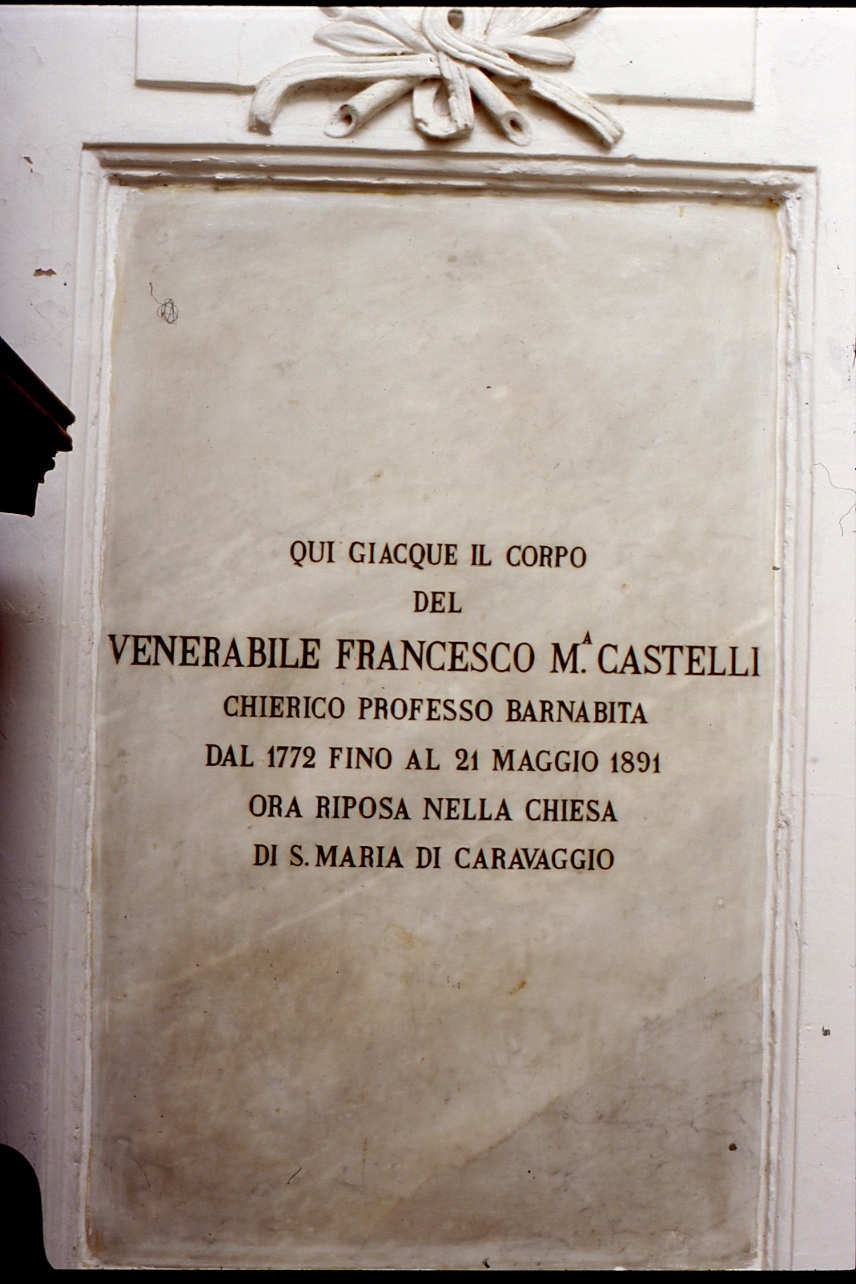 QUI GIACQUE IL CORPO
DEL
VENERABILE FRANCESCO M.ᴬ CASTELLI
CHIERICO PROFESSO BARNABITA
DAL 1772 FINO AL 21 MAGGIO 1891
ORA RIPOSA NELLA CHIESA
DI S. MARIA DI CARAVAGGIO